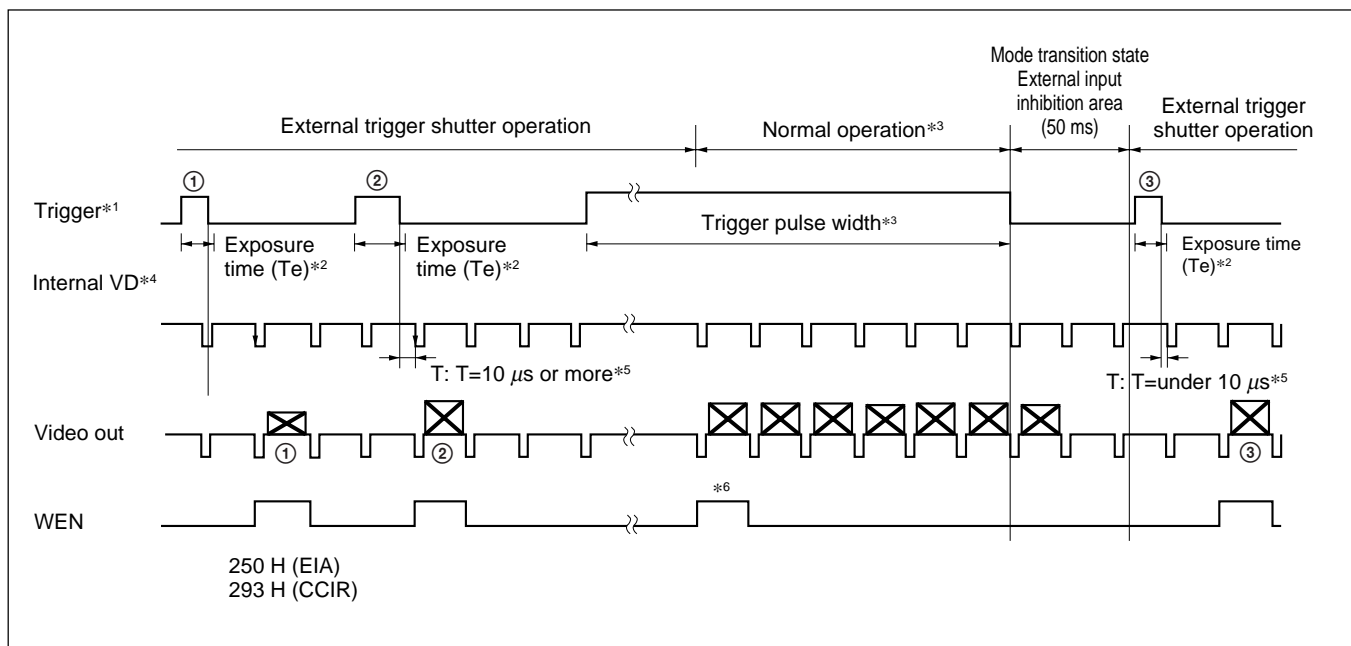 Mode transition state
External input
inhibition area
(50 ms)
External trigger shutter operation
Normal operation*3
External trigger
shutter operation
① ② ③
Trigger*1
Exposure
time (Te)*2
Exposure
time (Te)*2
Trigger pulse width*3
Exposure time
(Te)*2
Internal VD*4
T: T=10 μs or more*5
T: T=under 10 μs*5
Video out
① ② ③
*6
WEN
250 H (EIA)
293 H (CCIR)